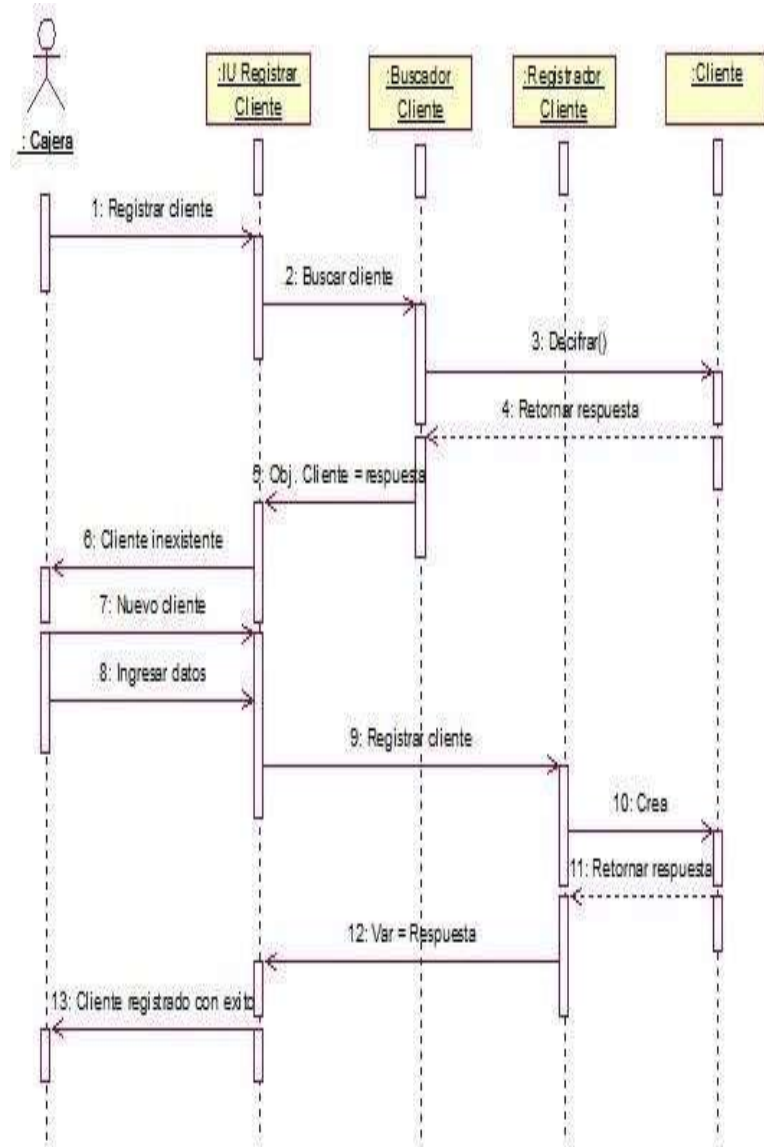 : Cajera
:IU Registrar
Cliente
:Buscador
Cliente
:Registrador
Cliente
:Cliente
1: Registrar cliente
2: Buscar cliente
3: Decifrar()
4: Retornar respuesta
5: Obj . Cliente = respuesta
6: Cliente inexistente
7: Nuevo cliente
8: Ingresar datos
9: Registrar cliente
10: Crea
11: Retornar respuesta
12: Var = Respuesta
13: Cliente registrado con exito